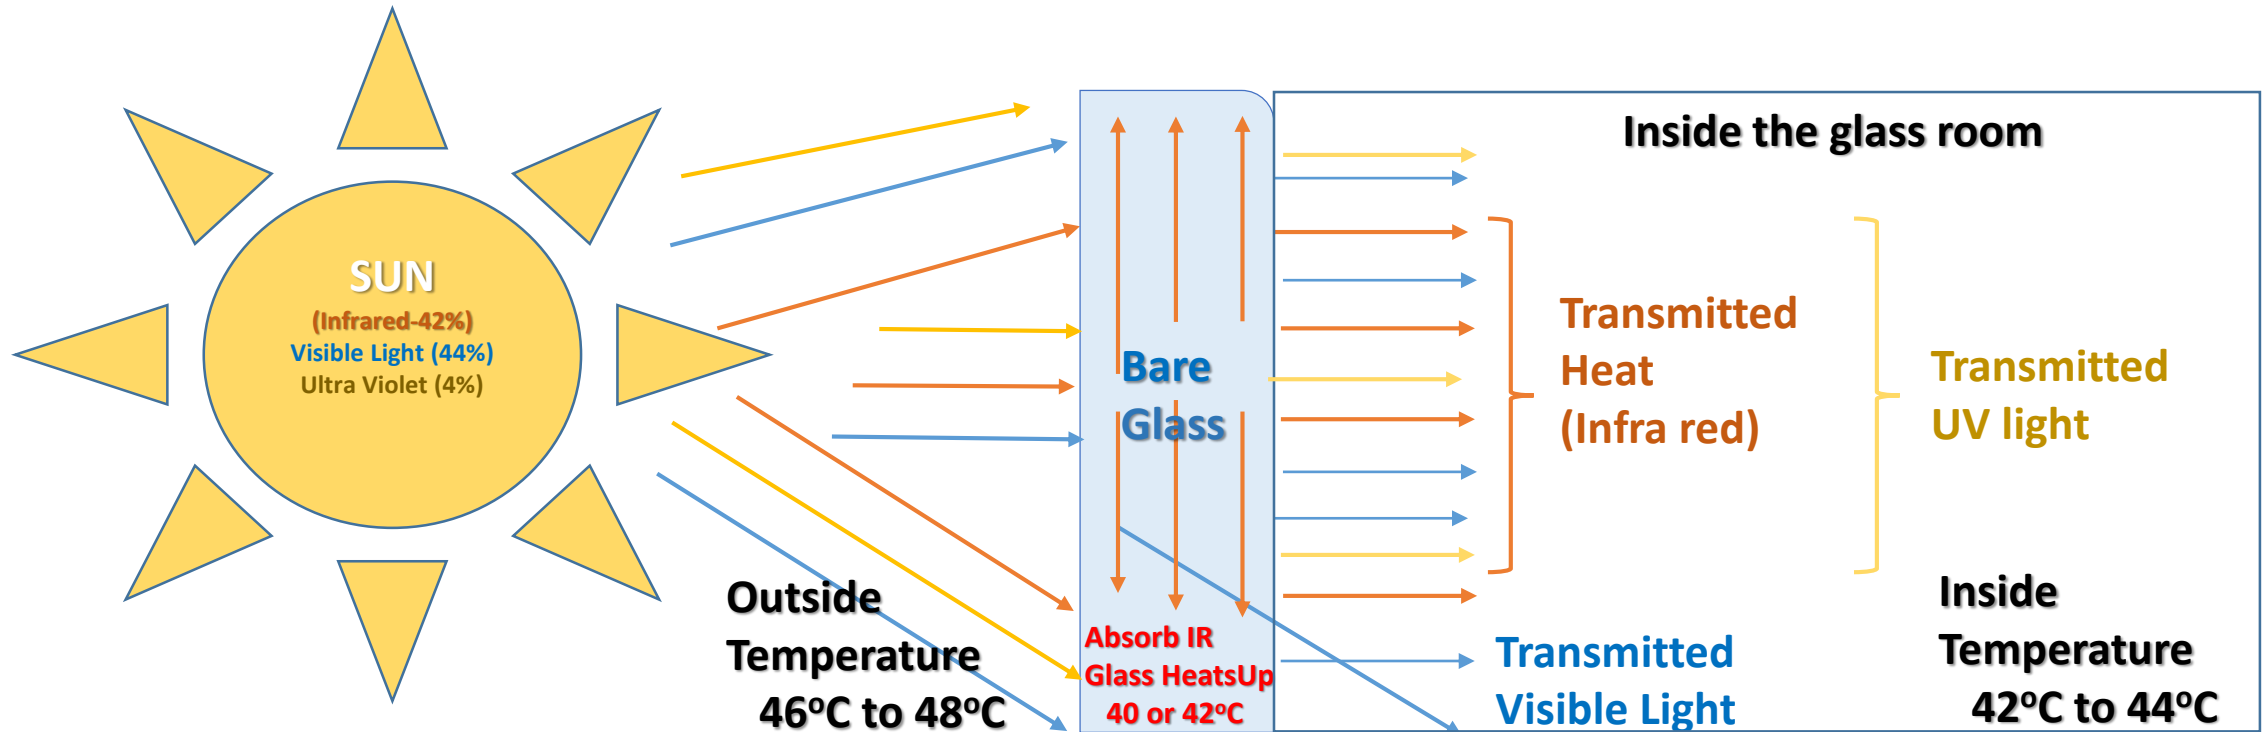 SUN
(Infrared-42%)
Visible Light (44%)
Ultra Violet (4%)
Outside
Temperature
46°C to 48°C
Bare
Glass
Absorb IR
Glass HeatsUp
40 or 42°C
Inside the glass room
Transmitted
Heat
(Infra red)
Transmitted
UV light
Transmitted
Visible Light
Inside
Temperature
42°C to 44°C